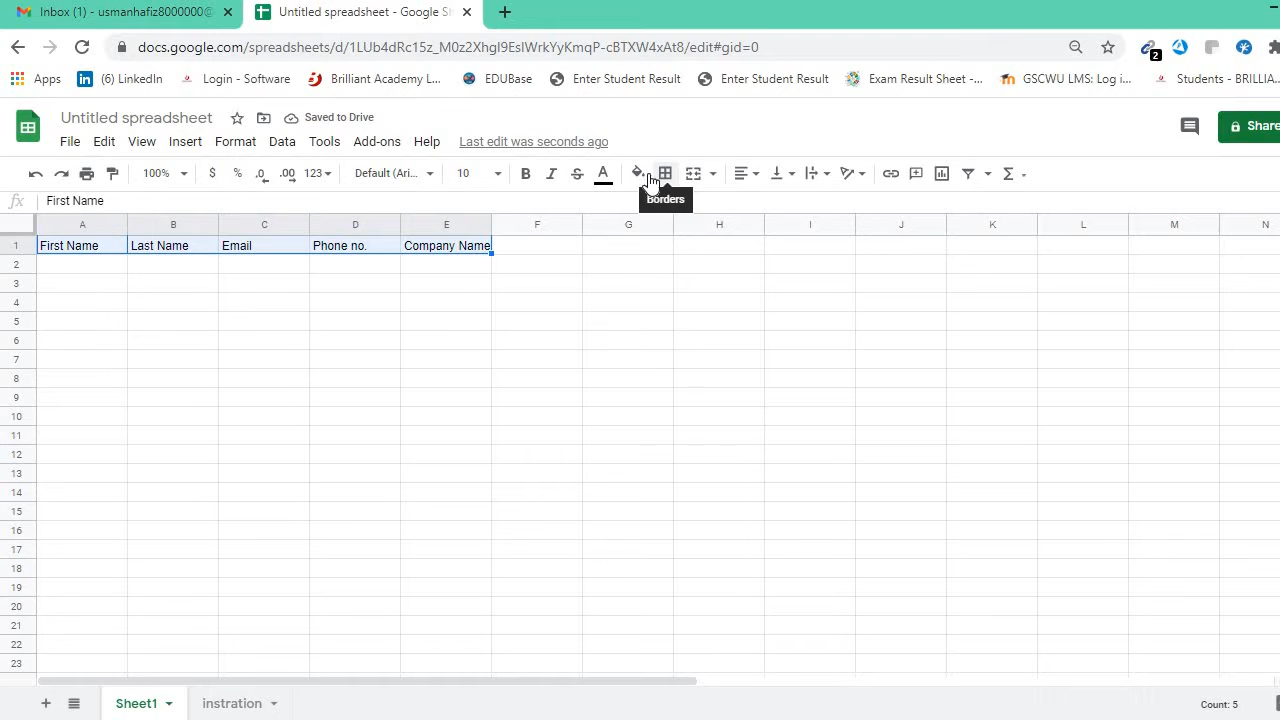 Inbox (1) - usmanhafiz8000000@
Untitled spreadsheet - Google Sh
docs.google.com/spreadsheets/d/1LUb4dRc15z_M0z2XhgI9EsIWrkYyKmqP-cBTXW4xAt8/edit#gid=0
2
Apps
(6) LinkedIn
Login - Software
Brilliant Academy L...
EDUBase
Enter Student Result
Enter Student Result
Exam Result Sheet -...
GSCWU LMS: Log i...
Students - BRILLIA
Untitled spreadsheet
Saved to Drive
Share
File Edit View Insert Format Data Tools Add-ons Help Last edit was seconds ago
100% $ % .0 .00 123 Default (Ari... 10 B I S A Σ
Borders
fx First Name
A B C D E F G H I J K L M N
1 First Name Last Name Email Phone no. Company Name
2
3
4
5
6
7
8
9
10
11
12
13
14
15
16
17
18
19
20
21
22
23
Sheet1 instration Count: 5